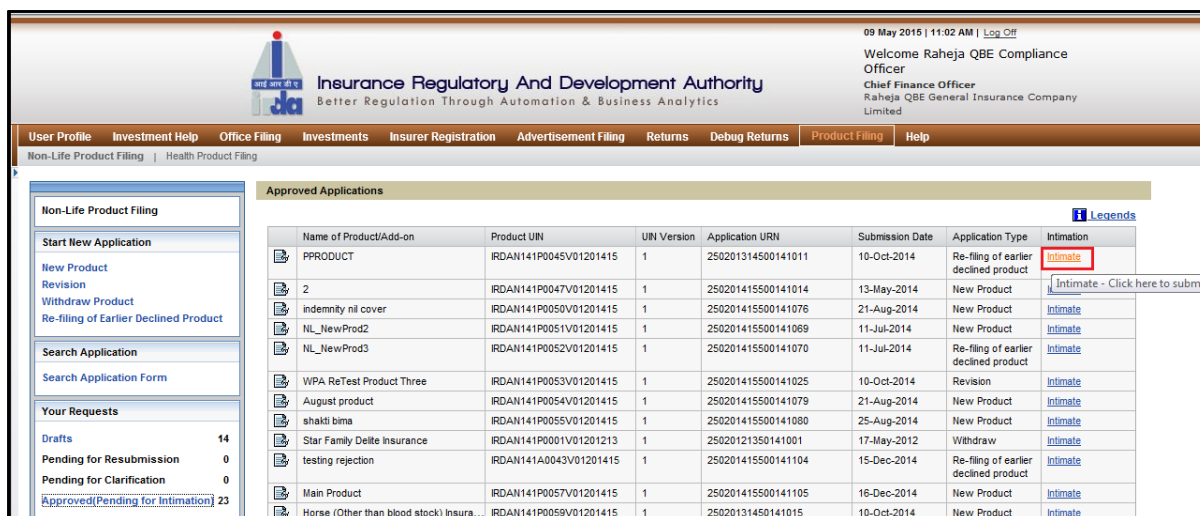 09 May 2015 | 11:02 AM | Log Off
Welcome Raheja QBE Compliance
Officer
Chief Finance Officer
Raheja QBE General Insurance Company
Limited
आई आर डी ए
irda
Insurance Regulatory And Development Authority
Better Regulation Through Automation & Business Analytics
User Profile Investment Help Office Filing Investments Insurer Registration Advertisement Filing Returns Debug Returns Product Filing Help
Non-Life Product Filing | Health Product Filing
Non-Life Product Filing
Start New Application
New Product
Revision
Withdraw Product
Re-filing of Earlier Declined Product
Search Application
Search Application Form
Your Requests
Drafts 14
Pending for Resubmission 0
Pending for Clarification 0
Approved(Pending for Intimation) 23
Approved Applications
Legends
Name of Product/Add-on Product UIN UIN Version Application URN Submission Date Application Type Intimation
PPRODUCT IRDAN141P0045V01201415 1 250201314500141011 10-Oct-2014 Re-filing of earlier Intimate
declined product
Intimate - Click here to subm
2 IRDAN141P0047V01201415 1 250201415500141014 13-May-2014 New Product
indemnity nil cover IRDAN141P0050V01201415 1 250201415500141076 21-Aug-2014 New Product Intimate
NL_NewProd2 IRDAN141P0051V01201415 1 250201415500141069 11-Jul-2014 New Product Intimate
NL_NewProd3 IRDAN141P0052V01201415 1 250201415500141070 11-Jul-2014 Re-filing of earlier Intimate
declined product
WPA ReTest Product Three IRDAN141P0053V01201415 1 250201415500141025 10-Oct-2014 Revision Intimate
August product IRDAN141P0054V01201415 1 250201415500141079 21-Aug-2014 New Product Intimate
shakti bima IRDAN141P0055V01201415 1 250201415500141080 25-Aug-2014 New Product Intimate
Star Family Delite Insurance IRDAN141P0001V01201213 1 25020121350141001 17-May-2012 Withdraw Intimate
testing rejection IRDAN141A0043V01201415 1 250201415500141104 15-Dec-2014 Re-filing of earlier Intimate
declined product
Main Product IRDAN141P0057V01201415 1 250201415500141105 16-Dec-2014 New Product Intimate
Horse (Other than blood stock) Insura... IRDAN141P0059V01201415 1 25020131450141015 10-Oct-2014 New Product Intimate